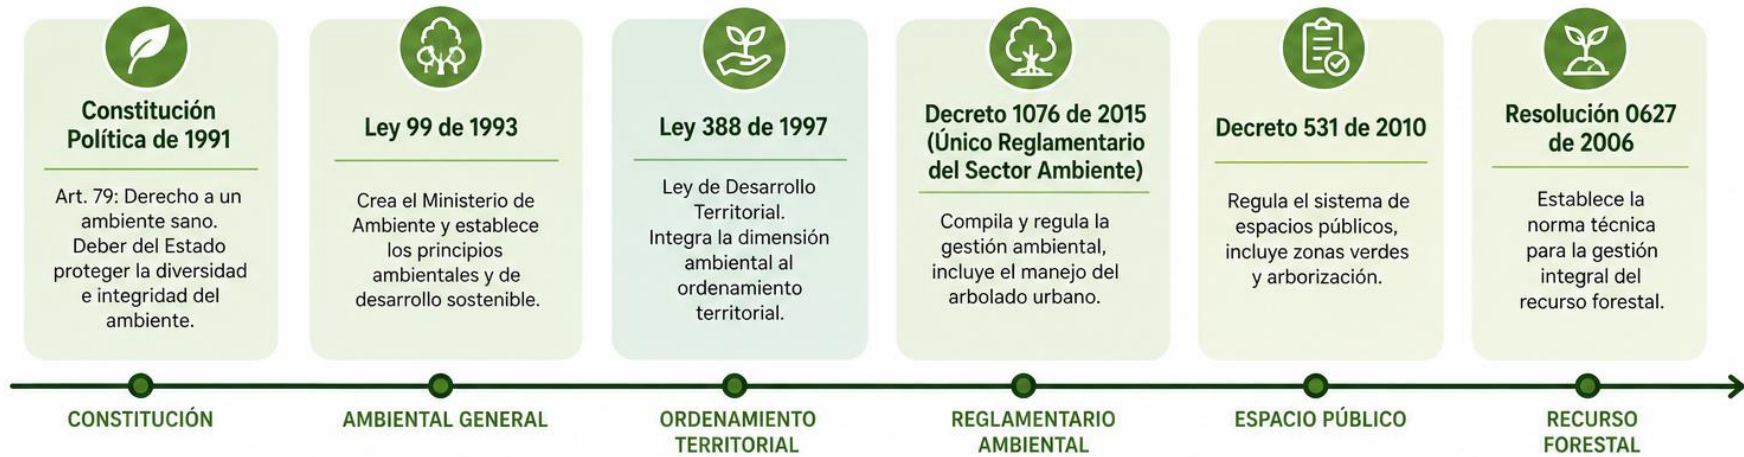 Constitución
Política de 1991
Art. 79: Derecho a un
ambiente sano.
Deber del Estado
proteger la diversidad
e integridad del
ambiente.
CONSTITUCIÓN
Ley 99 de 1993
Crea el Ministerio de
Ambiente y establece
los principios
ambientales y de
desarrollo sostenible.
AMBIENTAL GENERAL
Ley 388 de 1997
Ley de Desarrollo
Territorial.
Integra la dimensión
ambiental al
ordenamiento
territorial.
ORDENAMIENTO
TERRITORIAL
Decreto 1076 de 2015
(Único Reglamentario
del Sector Ambiente)
Compila y regula la
gestión ambiental,
incluye el manejo del
arbolado urbano.
REGLAMENTARIO
AMBIENTAL
Decreto 531 de 2010
Regula el sistema de
espacios públicos,
incluye zonas verdes
y arborización.
ESPACIO PÚBLICO
Resolución 0627
de 2006
Establece la
norma técnica
para la gestión
integral del
recurso forestal.
RECURSO
FORESTAL